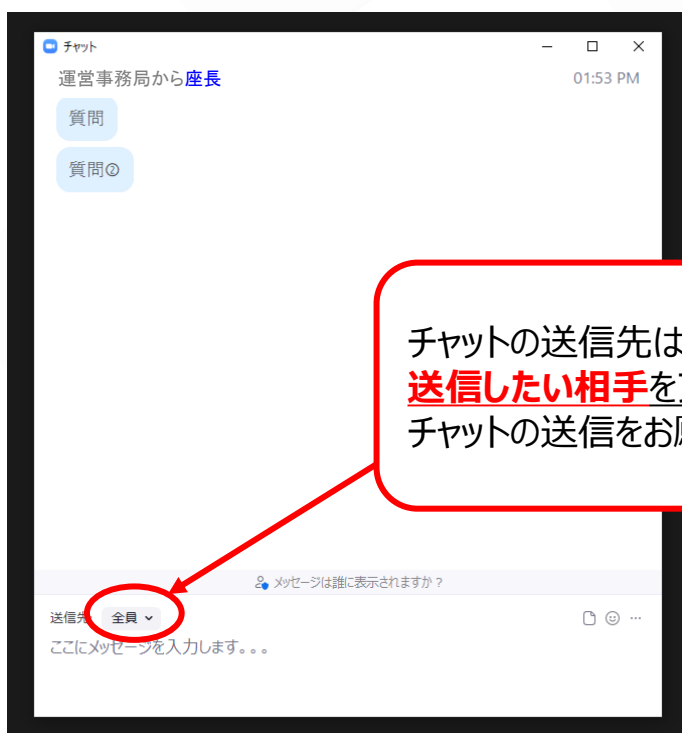 チャット
運営事務局から座長 01:53 PM
質問
質問②
チャットの送信先は
送信したい相手を
チャットの送信をお
メッセージは誰に表示されますか？
送信先 全員
ここにメッセージを入力します。。。